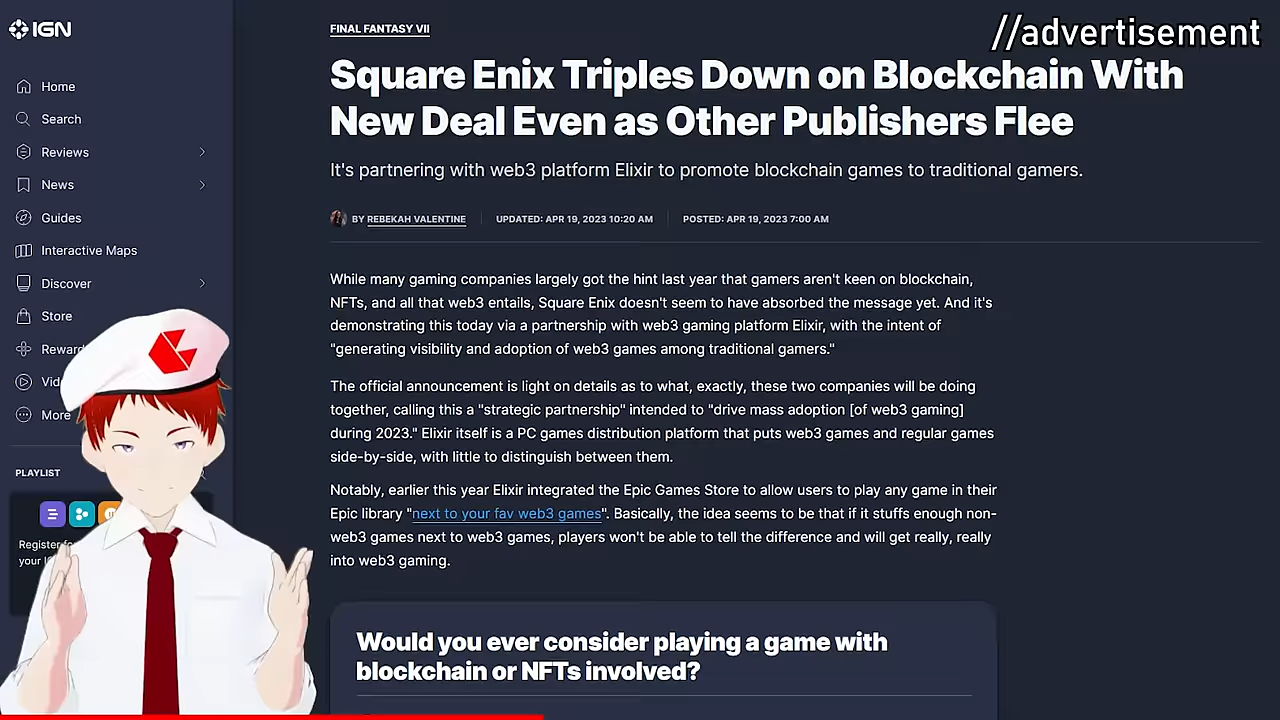 //advertisement
IGN
Home
Search
Reviews
News
Guides
Interactive Maps
Discover
Store
More
PLAYLIST
FINAL FANTASY VII
Square Enix Triples Down on Blockchain With
New Deal Even as Other Publishers Flee
It's partnering with web3 platform Elixir to promote blockchain games to traditional gamers.
BY REBEKAH VALENTINE UPDATED: APR 19, 2023 10:20 AM POSTED: APR 19, 2023 7:00 AM
While many gaming companies largely got the hint last year that gamers aren't keen on blockchain,
NFTs, and all that web3 entails, Square Enix doesn't seem to have absorbed the message yet. And it's
demonstrating this today via a partnership with web3 gaming platform Elixir, with the intent of
"generating visibility and adoption of web3 games among traditional gamers."
The official announcement is light on details as to what, exactly, these two companies will be doing
together, calling this a "strategic partnership" intended to "drive mass adoption [of web3 gaming]
during 2023." Elixir itself is a PC games distribution platform that puts web3 games and regular games
side-by-side, with little to distinguish between them.
Notably, earlier this year Elixir integrated the Epic Games Store to allow users to play any game in their
Epic library "next to your fav web3 games". Basically, the idea seems to be that if it stuffs enough non-
web3 games next to web3 games, players won't be able to tell the difference and will get really, really
into web3 gaming.
Would you ever consider playing a game with
blockchain or NFTs involved?